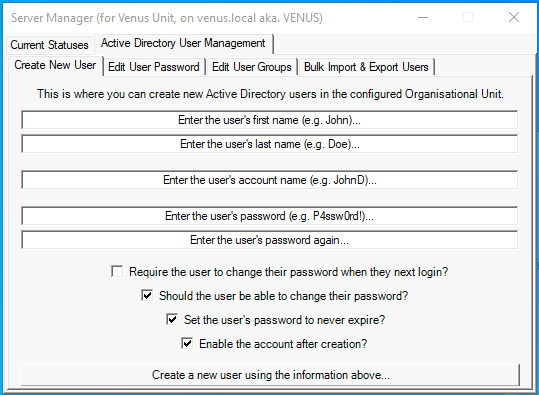 Server Manager (for Venus Unit, on venus.local aka. VENUS)
Current Statuses Active Directory User Management
Create New User Edit User Password Edit User Groups Bulk Import & Export Users
This is where you can create new Active Directory users in the configured Organisational Unit.
Enter the user's first name (e.g. John)...
Enter the user's last name (e.g. Doe)...
Enter the user's account name (e.g. JohnD)...
Enter the user's password (e.g. P4ssw0rd!)...
Enter the user's password again...
Require the user to change their password when they next login?
Should the user be able to change their password?
Set the user's password to never expire?
Enable the account after creation?
Create a new user using the information above...